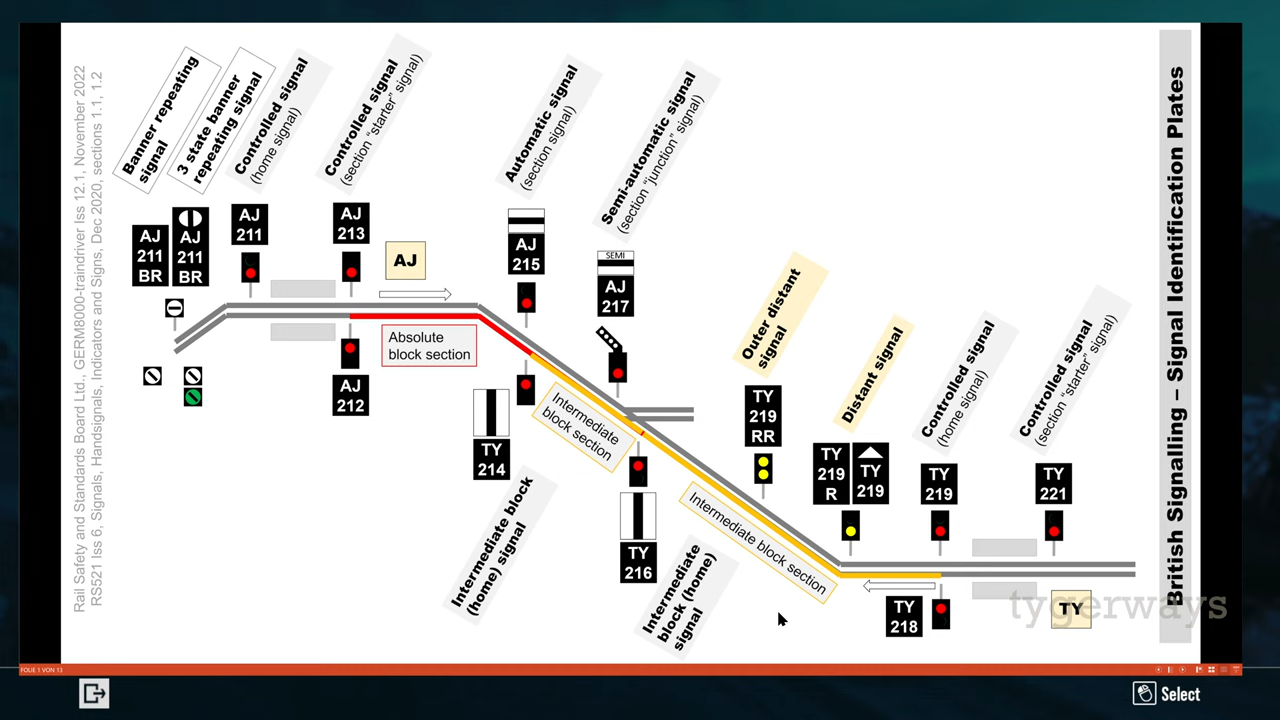 Rail Safety and Standards Board Ltd., GERM8000-traindriver Iss 12.1, November 2022
RS521 Iss 6, Signals, Handsignals, Indicators and Signs, Dec 2020, sections 1.1, 1.2
Banner repeating
signal
3 state banner
repeating signal
Controlled signal
(home signal)
Controlled signal
(section "starter" signal)
Automatic signal
(section signal)
Semi-automatic signal
(section "junction" signal)
Outer distant
signal
Distant signal
Controlled signal
(home signal)
Controlled signal
(section "starter" signal)
British Signalling – Signal Identification Plates
AJ
211
BR
AJ
211
BR
AJ
211
AJ
213
AJ
AJ
215
SEMI
AJ
217
Absolute
block section
AJ
212
Intermediate
block section
TY
214
TY
219
RR
TY
219
R
TY
219
TY
219
TY
221
Intermediate block section
TY
216
Intermediate block
(home) signal
Intermediate
block (home)
signal
TY
218
TY
tygerways
FOLIE 1 VON 13
Select